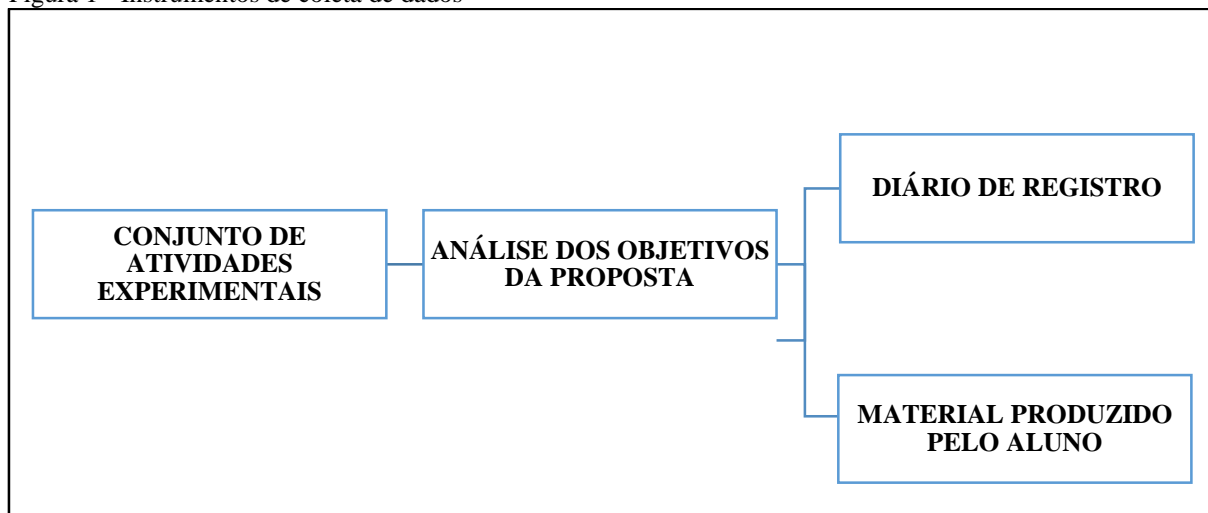 Figura 1 - Instrumentos de coleta de dados
CONJUNTO DE
ATIVIDADES
EXPERIMENTAIS
ANÁLISE DOS OBJETIVOS
DA PROPOSTA
DIÁRIO DE REGISTRO
MATERIAL PRODUZIDO
PELO ALUNO